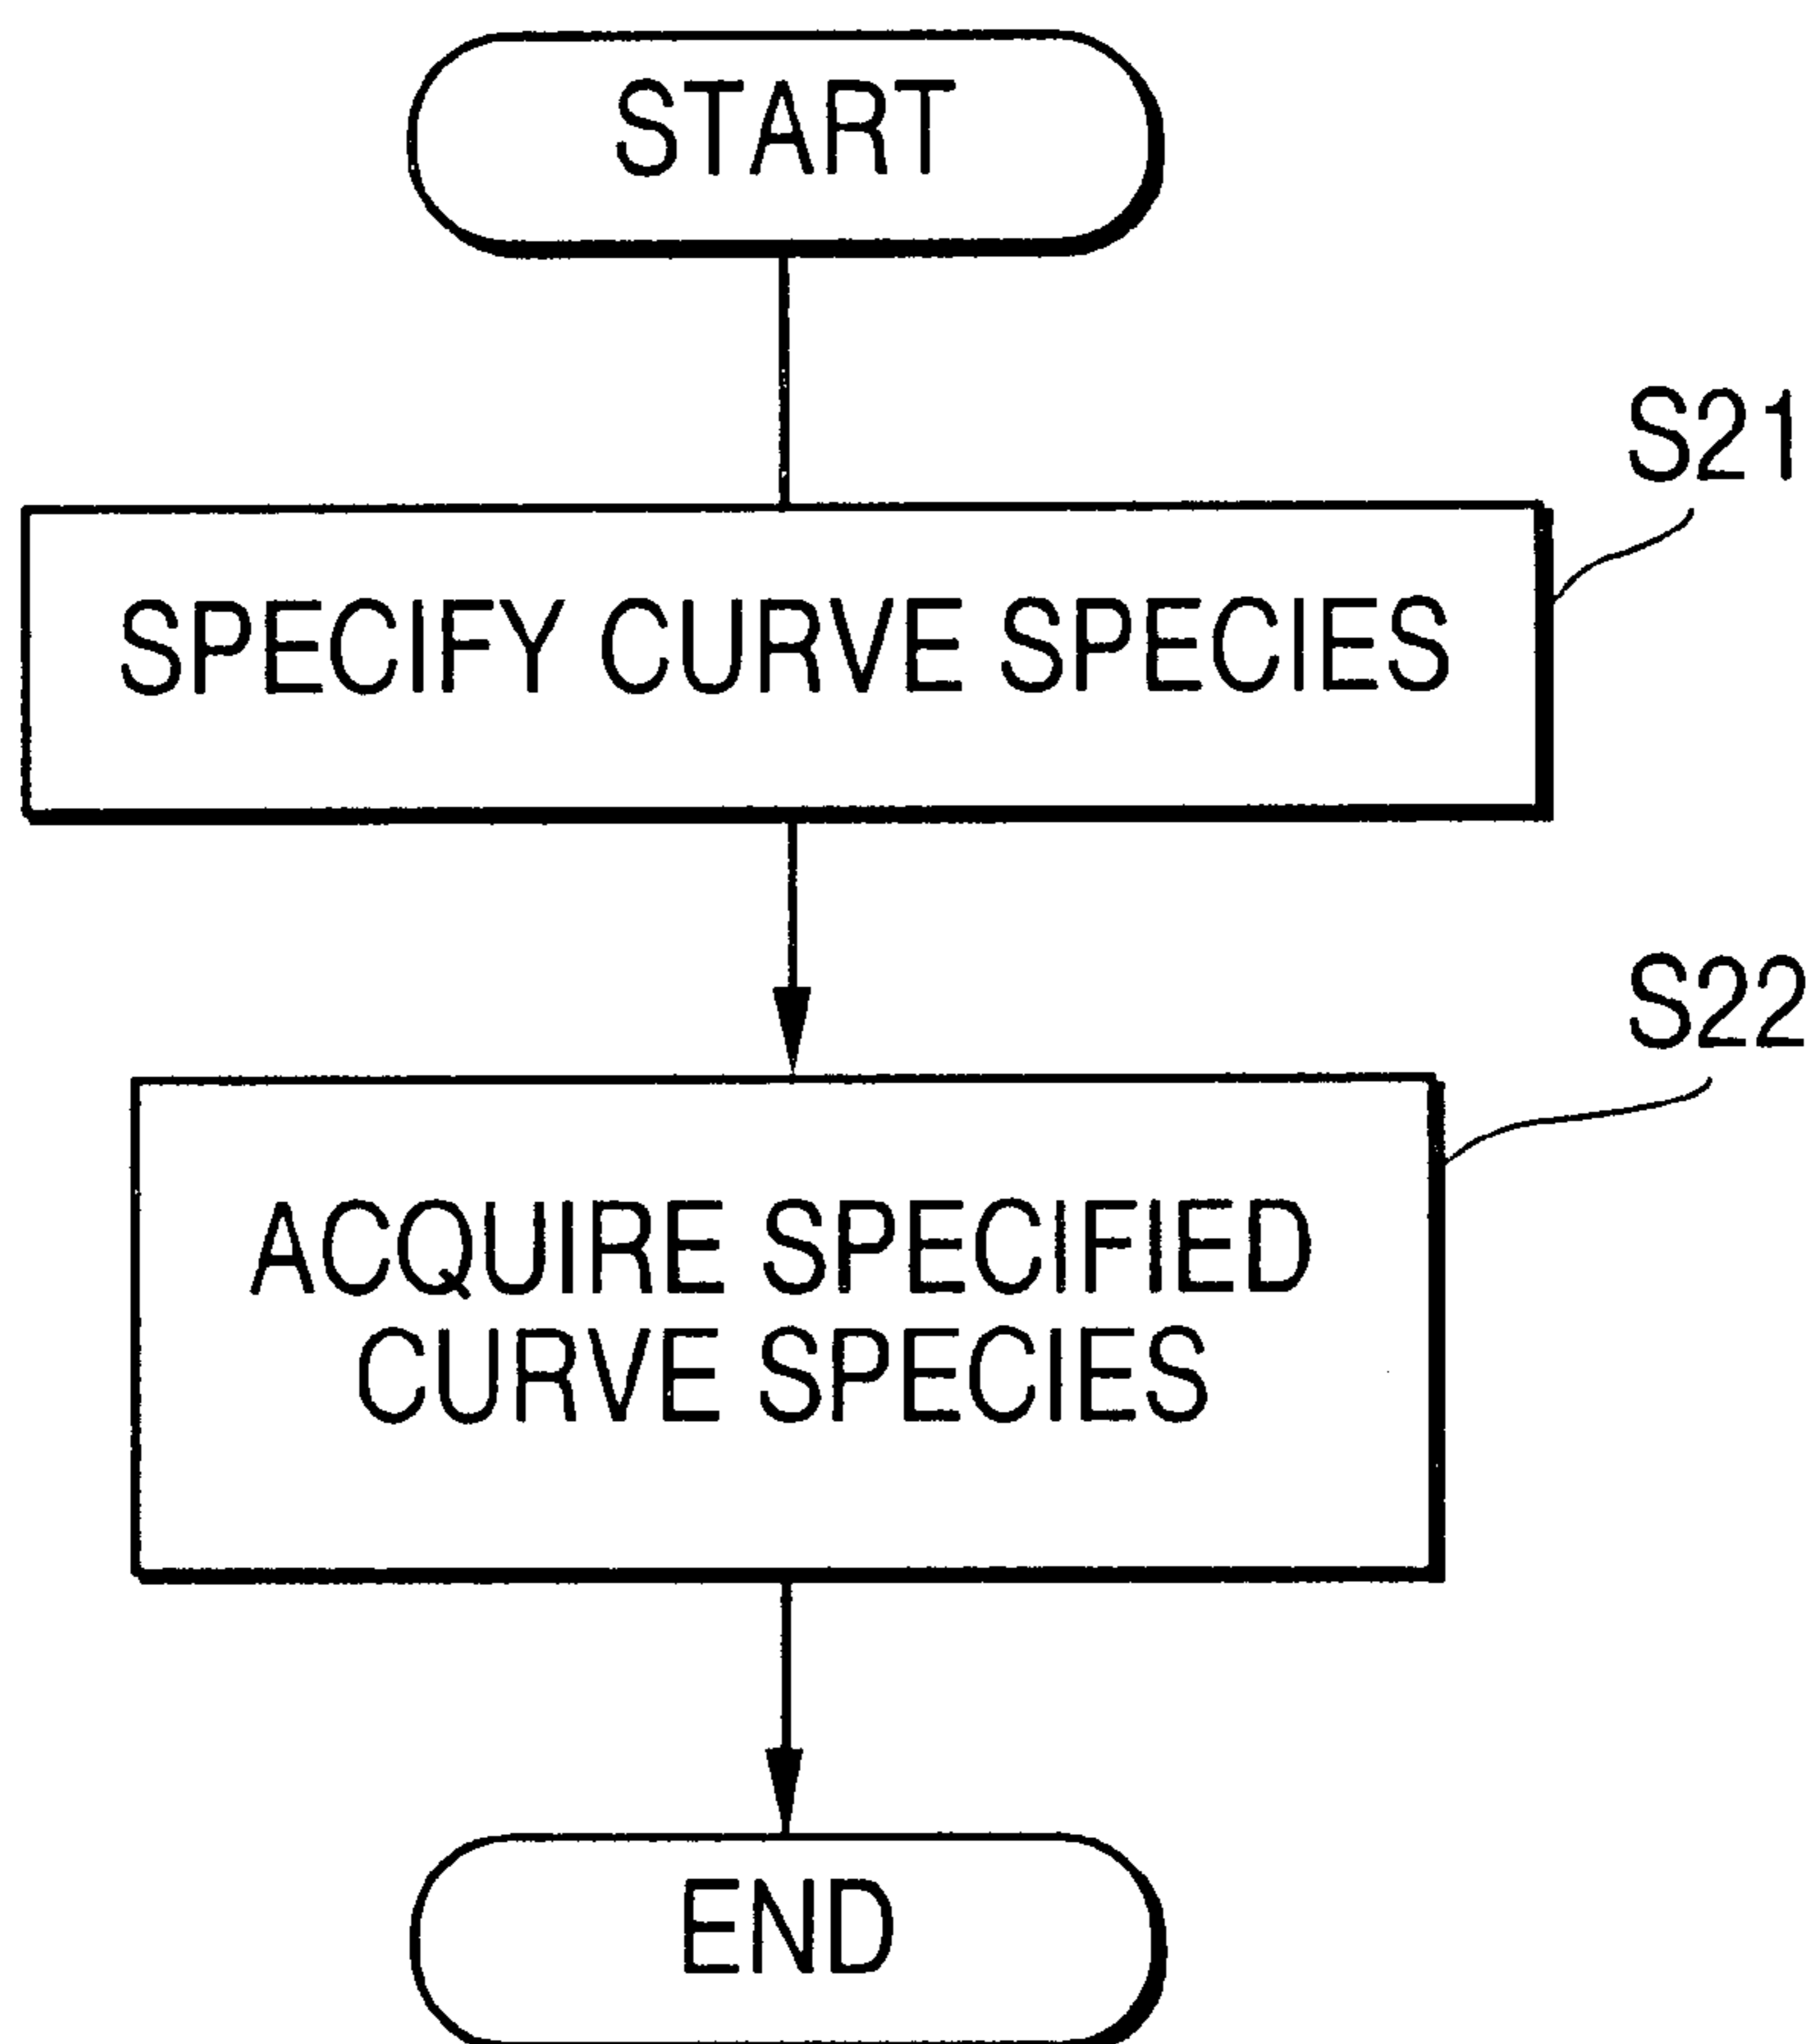 START
S21
SPECIFY CURVE SPECIES
S22
ACQUIRE SPECIFIED
CURVE SPECIES
END